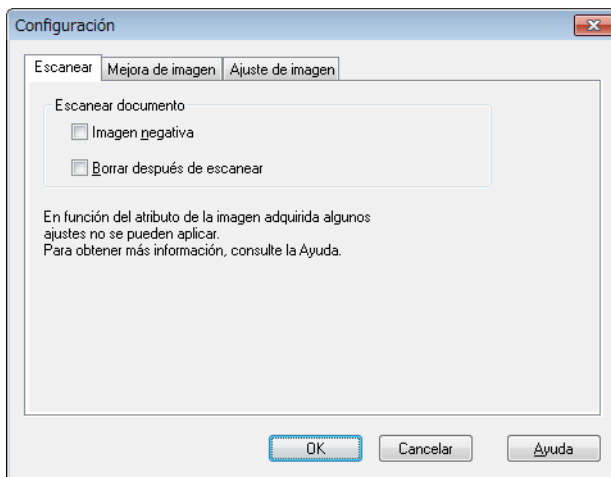 Configuración
Escanear Mejora de imagen Ajuste de imagen
Escanear documento
Imagen negativa
Borrar después de escanear
En función del atributo de la imagen adquirida algunos
ajustes no se pueden aplicar.
Para obtener más información, consulte la Ayuda.
OK Cancelar Ayuda